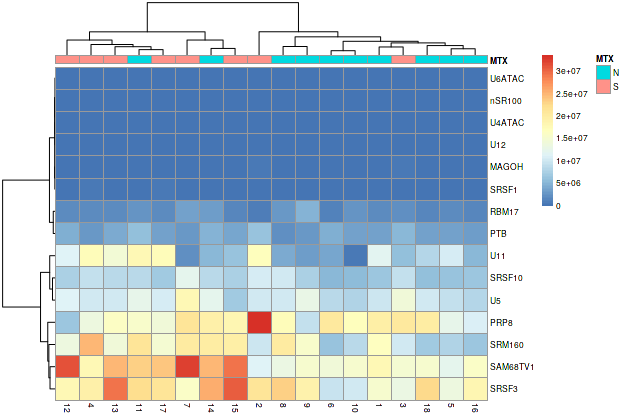 MTX
U6ATAC
nSR100
U4ATAC
U12
MAGOH
SRSF1
RBM17
PTB
U11
SRSF10
U5
PRP8
SRM160
SAM68TV1
SRSF3
12 4 13 11 17 7 14 15 2 8 9 6 10 1 3 18 5 16
3e+07
2.5e+07
2e+07
1.5e+07
1e+07
5e+06
0
MTX
N
S